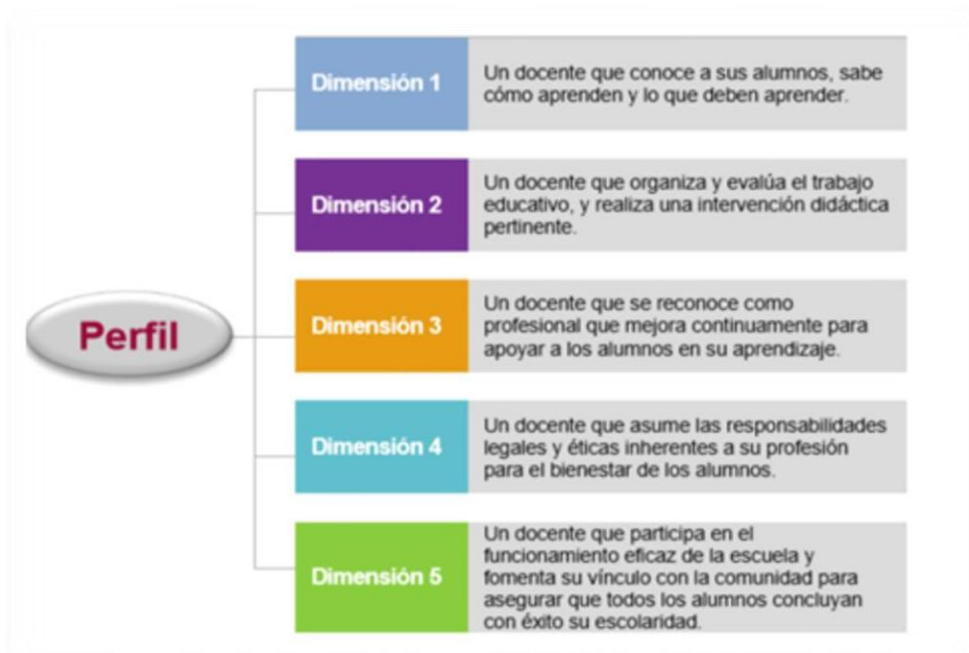 Perfil
Dimensión 1
Un docente que conoce a sus alumnos, sabe
cómo aprenden y lo que deben aprender.
Dimensión 2
Un docente que organiza y evalúa el trabajo
educativo, y realiza una intervención didáctica
pertinente.
Dimensión 3
Un docente que se reconoce como
profesional que mejora continuamente para
apoyar a los alumnos en su aprendizaje.
Dimensión 4
Un docente que asume las responsabilidades
legales y éticas inherentes a su profesión
para el bienestar de los alumnos.
Dimensión 5
Un docente que participa en el
funcionamiento eficaz de la escuela y
fomenta su vínculo con la comunidad para
asegurar que todos los alumnos concluyan
con éxito su escolaridad.